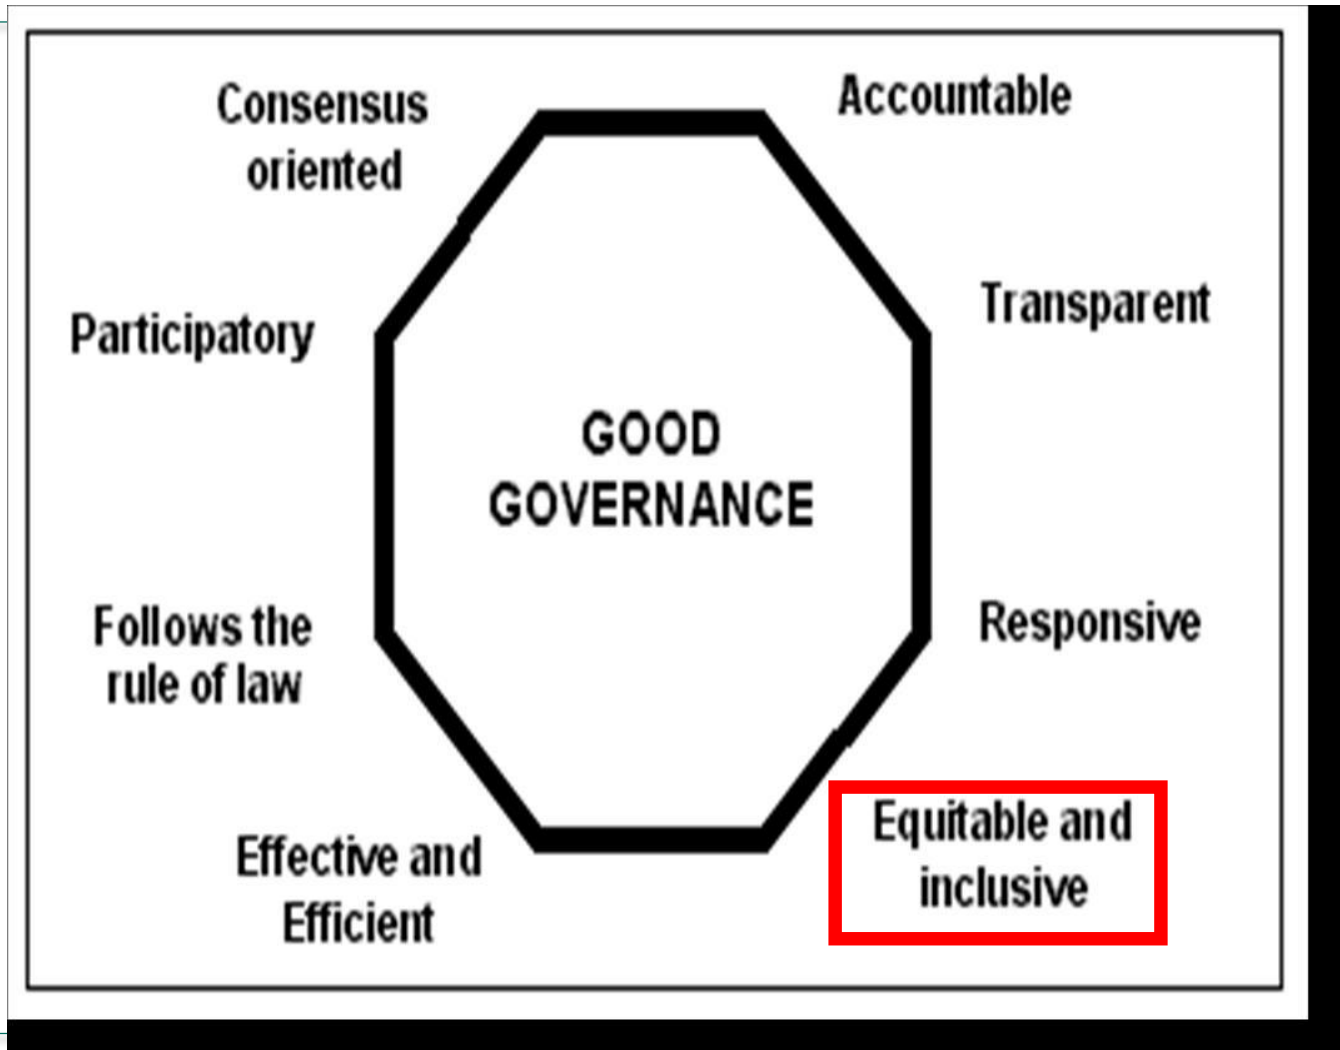 Consensus
oriented
Accountable
Participatory
Transparent
GOOD
GOVERNANCE
Follows the
rule of law
Responsive
Effective and
Efficient
Equitable and
inclusive